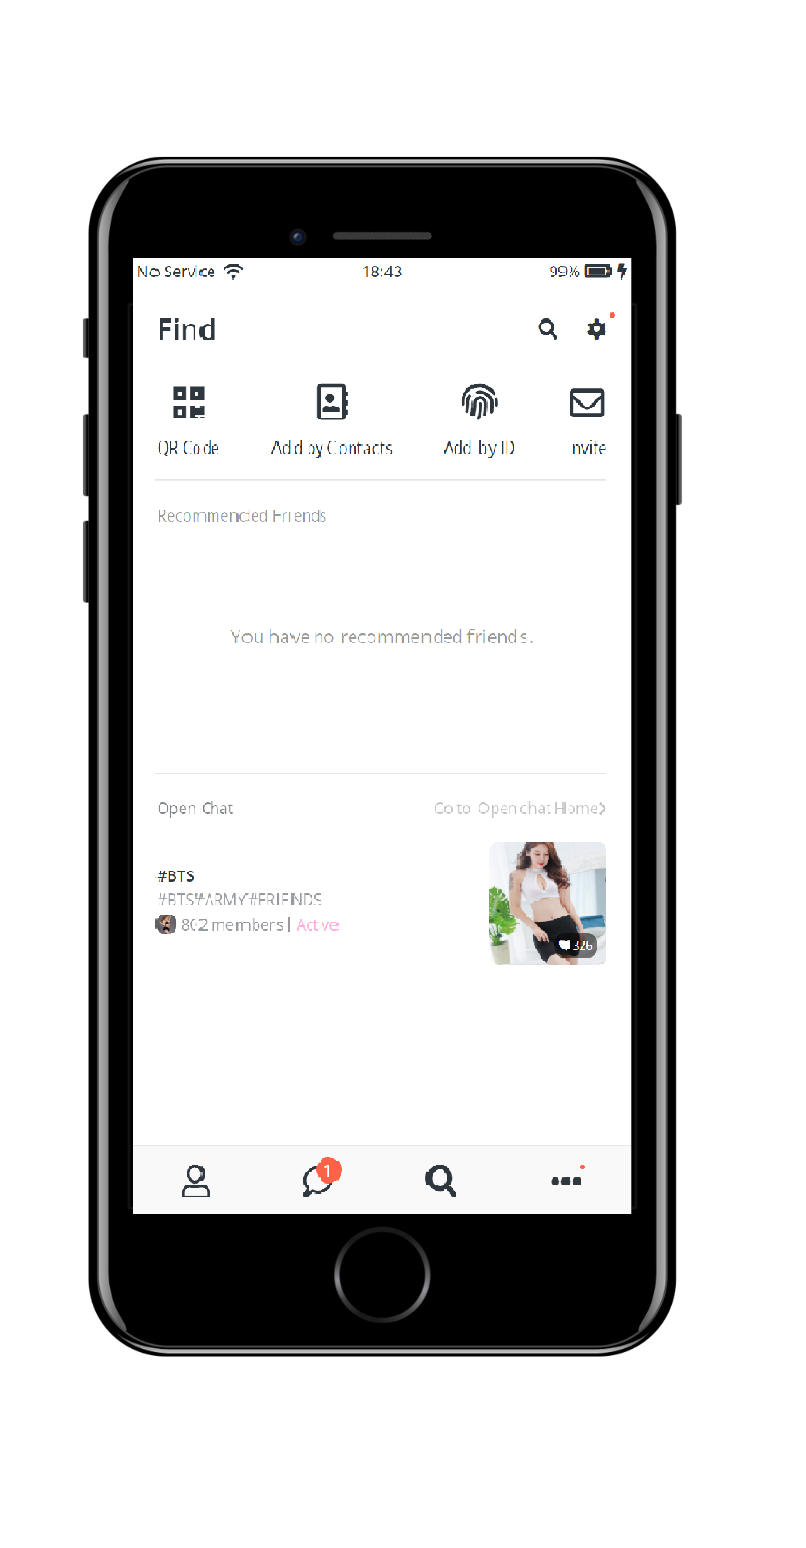 No Service 18:43 99%
Find
QR Code Add by Contacts Add by ID nvite
Recommended Friends
You have no recommended friends.
Open Chat Go to Open chat Home
#BTS
#BTS#ARMY#FRIENDS
862 members | Active
326
1